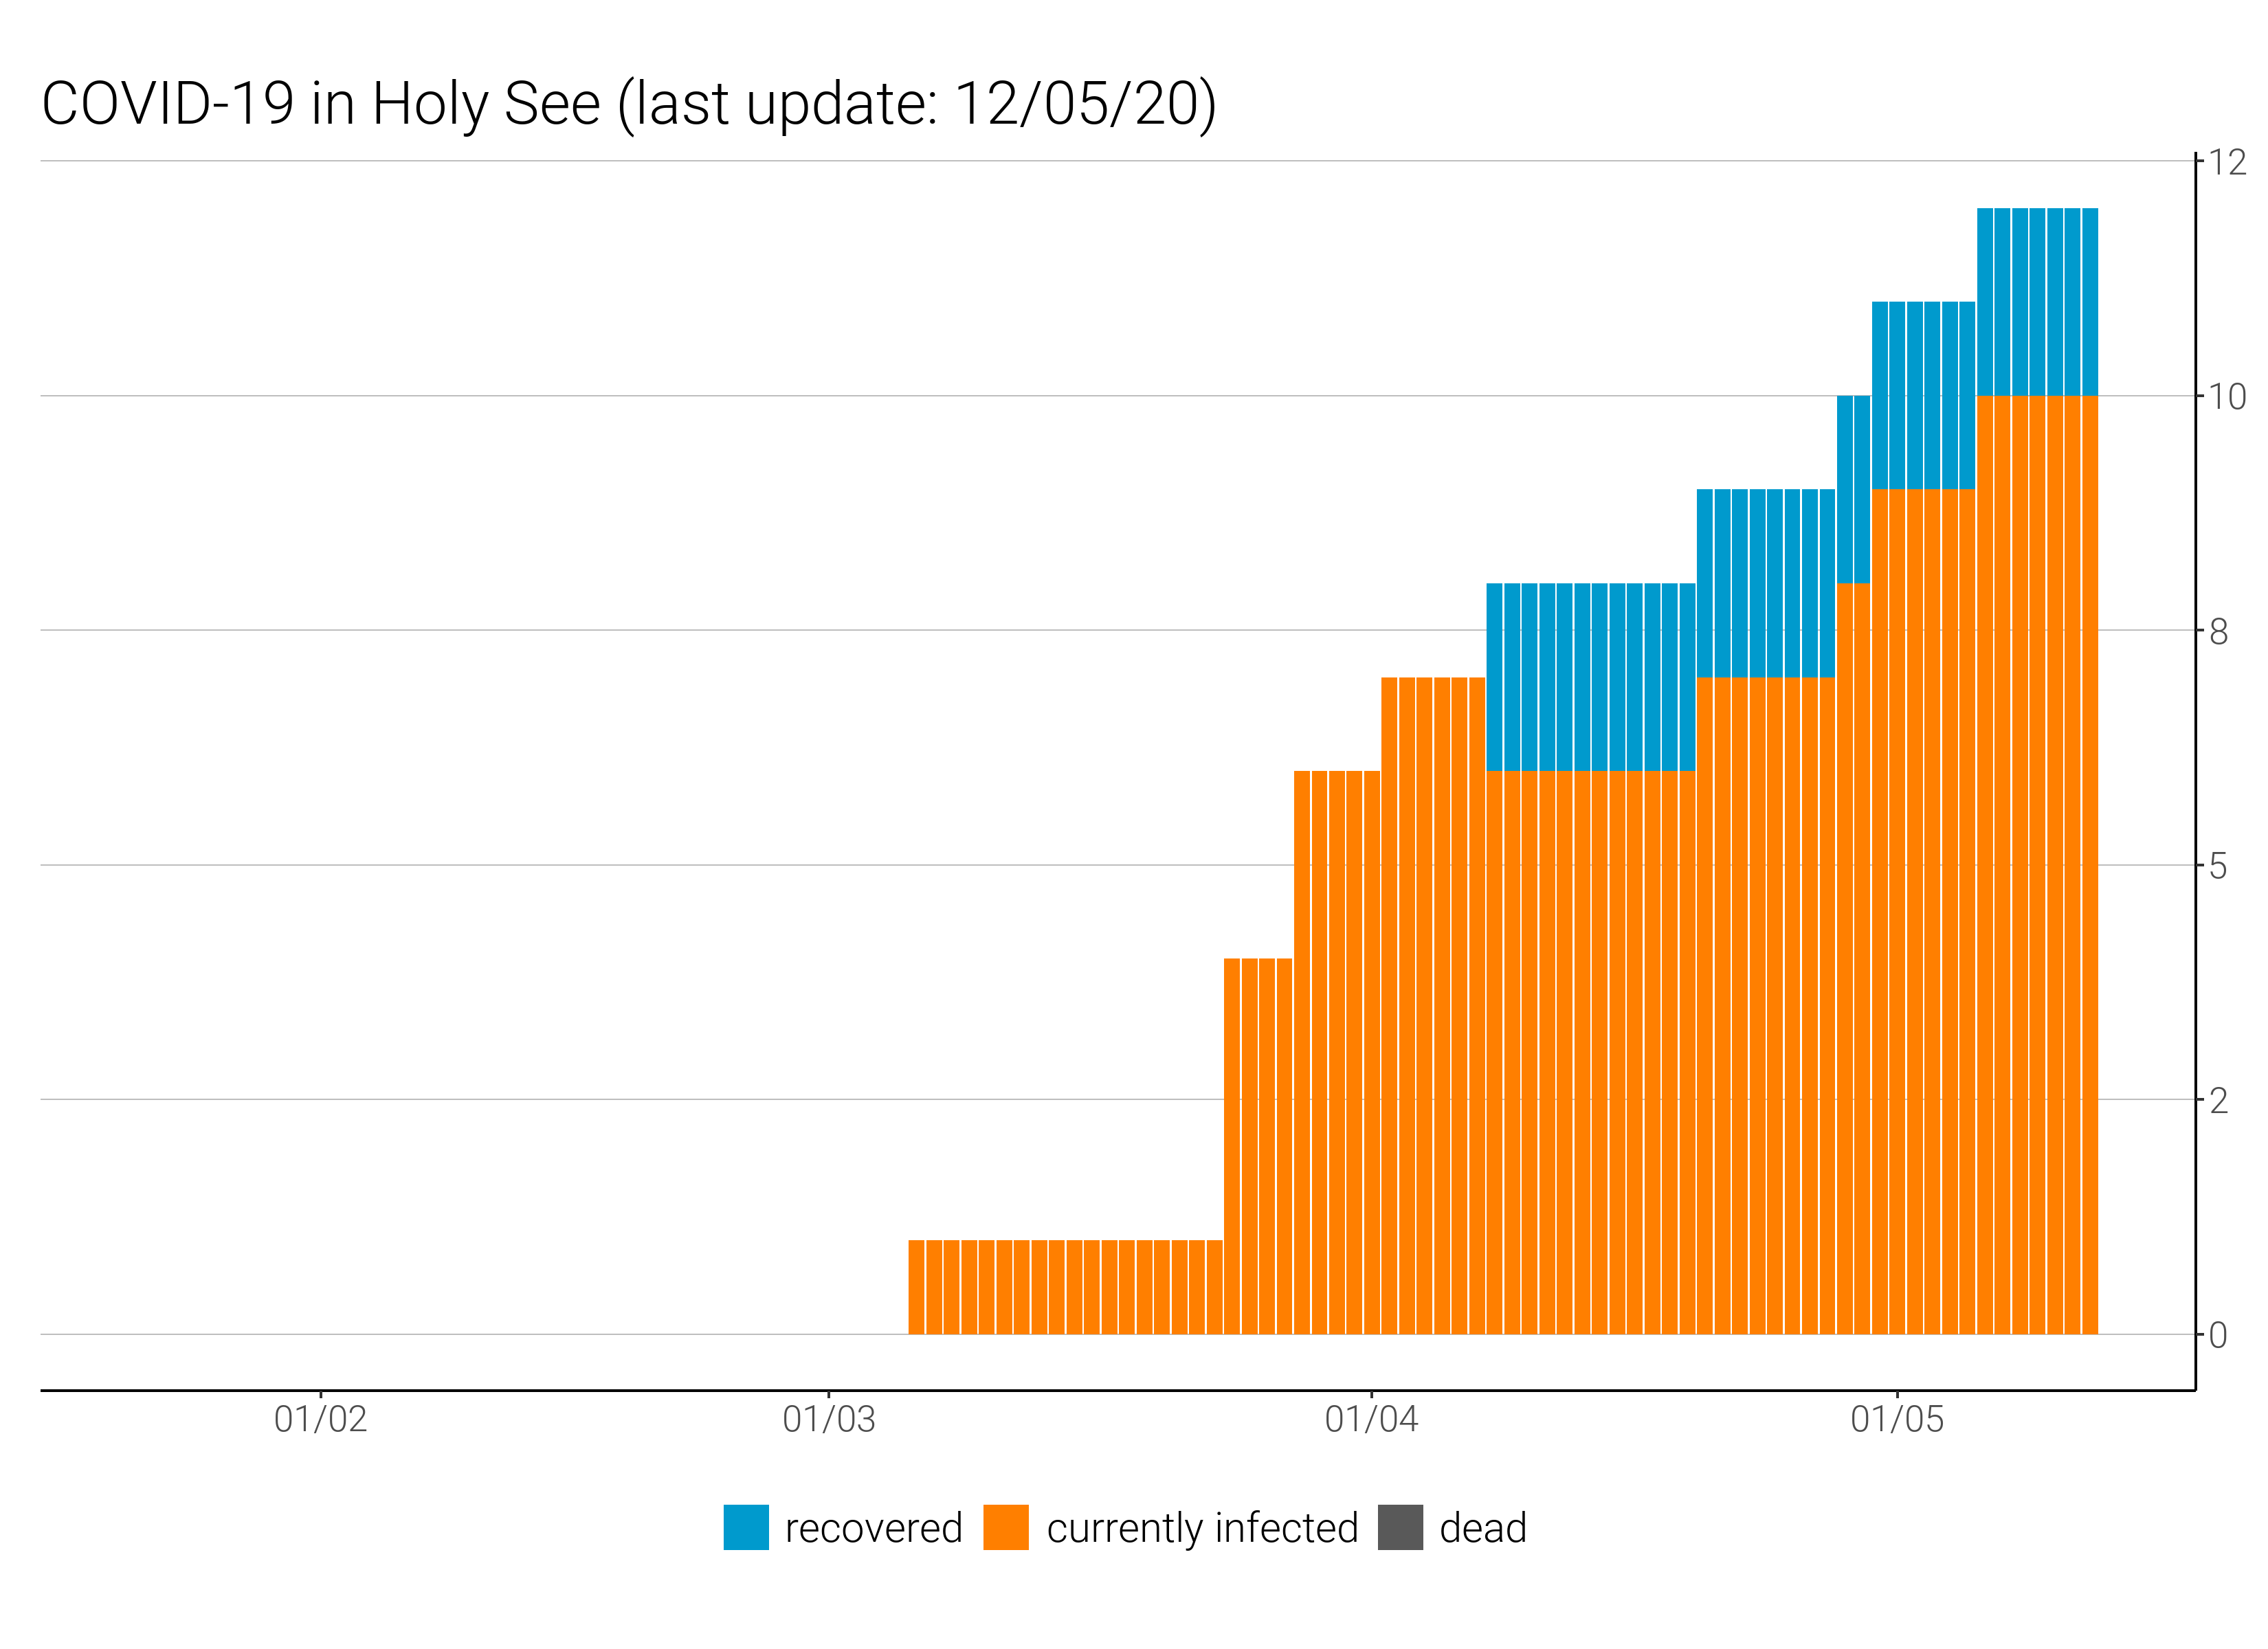 COVID-19 in Holy See (last update: 12/05/20)
12
10
8
5
2
0
01/02 01/03 01/04 01/05
recovered currently infected dead